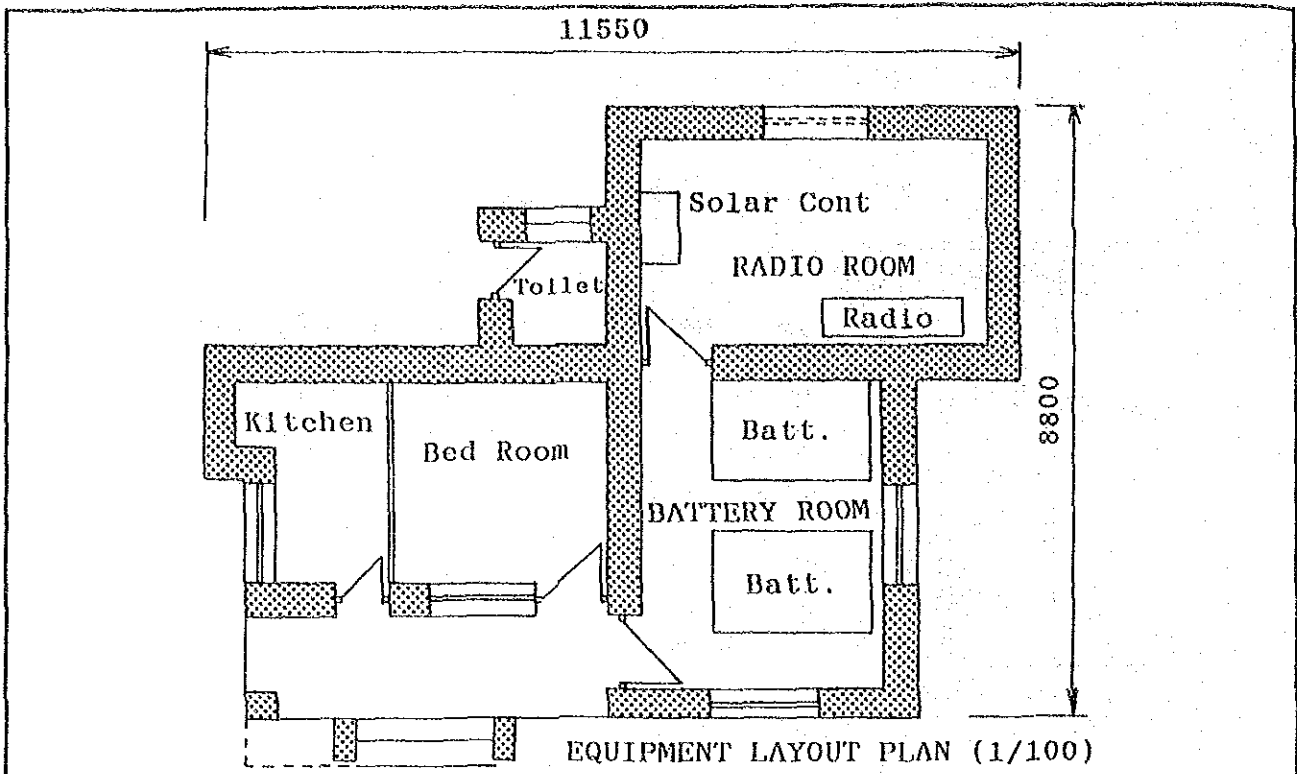 11550
Solar Cont
RADIO ROOM
Toilet
Radio
Kitchen
Bed Room
Batt.
8800
BATTERY ROOM
Batt.
EQUIPMENT LAYOUT PLAN (1/100)